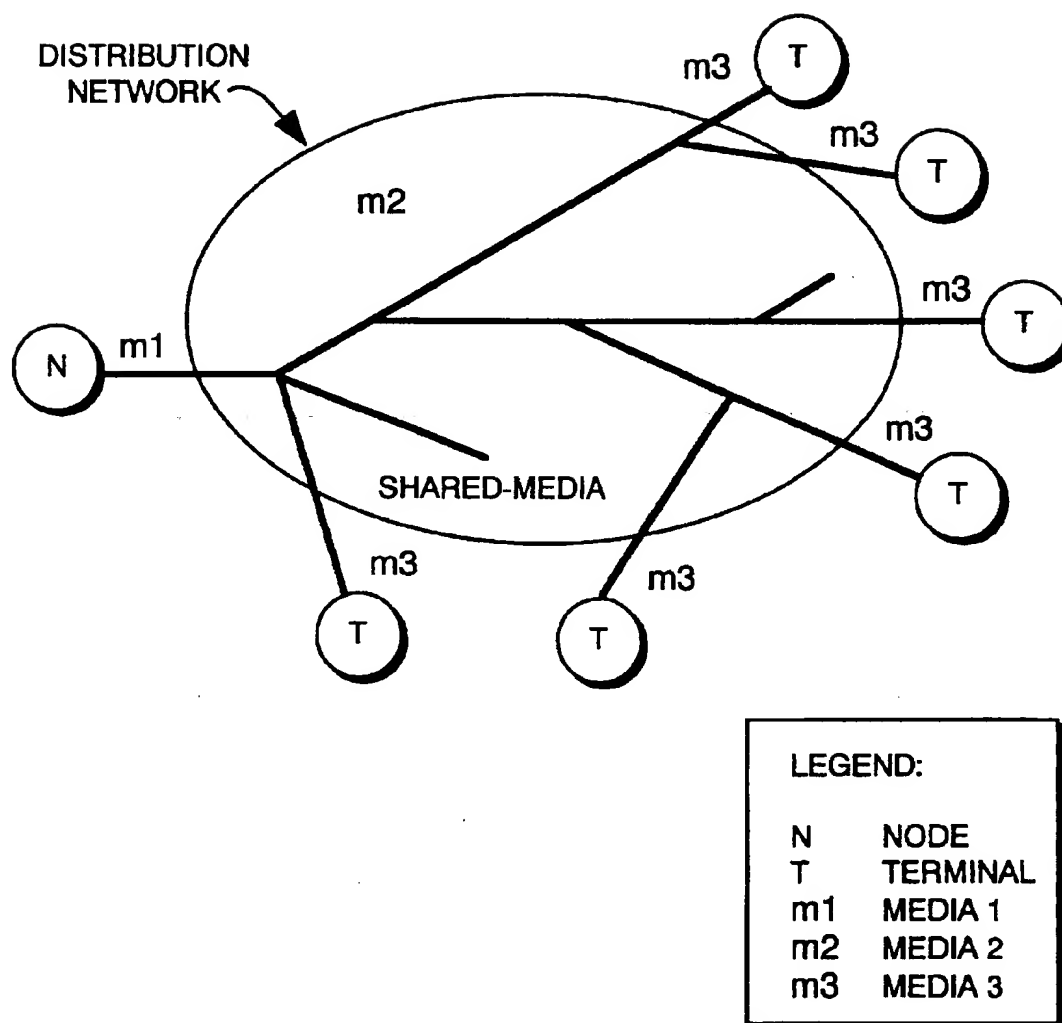 DISTRIBUTION
NETWORK
m3
T
m3
T
m2
m3
T
m1
N
m3
T
SHARED-MEDIA
m3
T
m3
T
LEGEND:
N NODE
T TERMINAL
m1 MEDIA 1
m2 MEDIA 2
m3 MEDIA 3